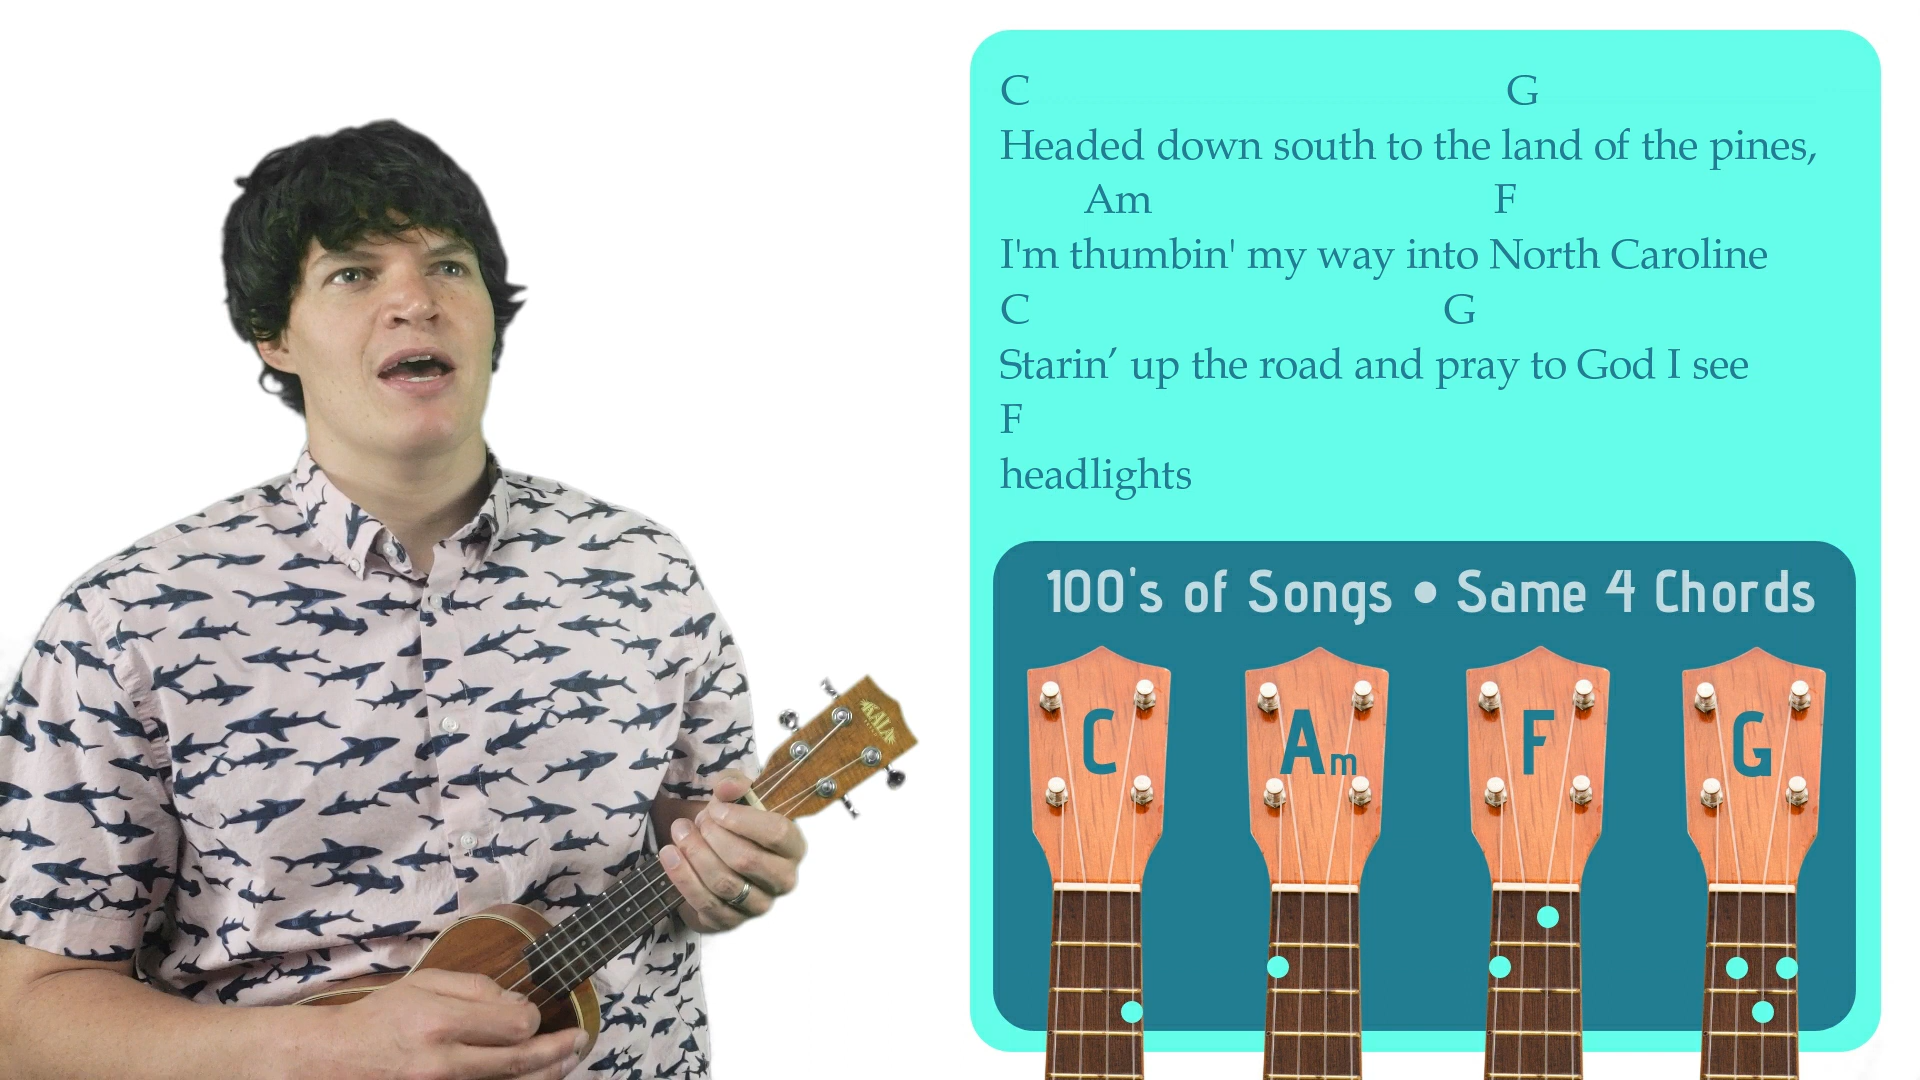 C G
Headed down south to the land of the pines,
Am F
I'm thumbin' my way into North Caroline
C G
Starin’ up the road and pray to God I see
F
headlights
100's of Songs • Same 4 Chords
C Am F G
KALA